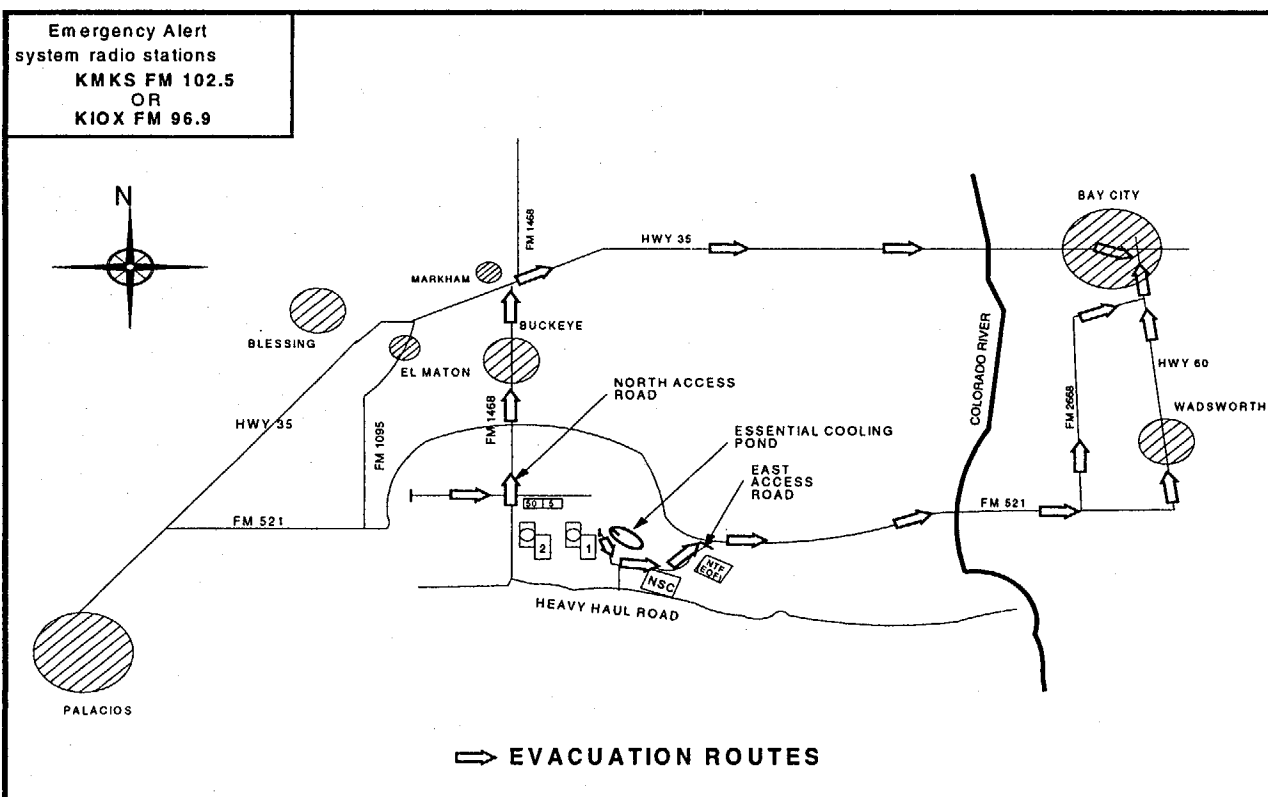 Emergency Alert
system radio stations
KMKS FM 102.5
OR
KIOX FM 96.9
N
BAY CITY
FM 1468
HWY 35
MARKHAM
BUCKEYE
BLESSING
EL MATON
COLORADO RIVER
HWY 60
NORTH ACCESS
ROAD
FM 2668
WADSWORTH
HWY 35
FM 1095
FM 1468
ESSENTIAL COOLING
POND
EAST
ACCESS
ROAD
50 5
FM 521
FM 521
2
1
NTF
NSC
HEAVY HAUL ROAD
PALACIOS
EVACUATION ROUTES